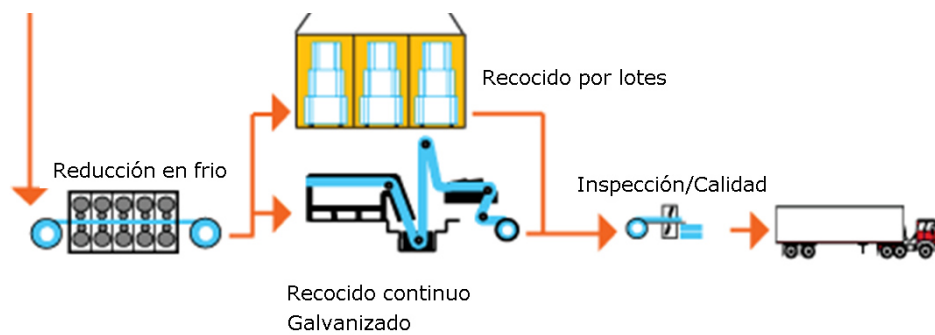 Recocido por lotes
Reducción en frio
Inspección/Calidad
Recocido continuo
Galvanizado